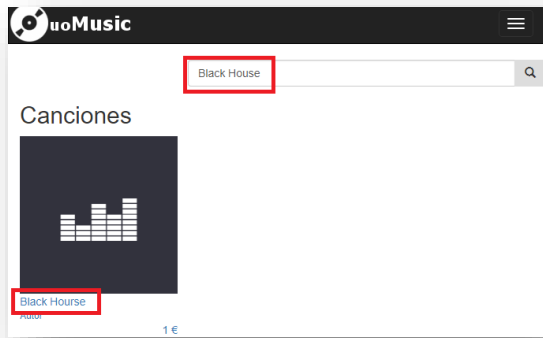 uoMusic
Black House
Canciones
Black Hourse
Autor
1 €